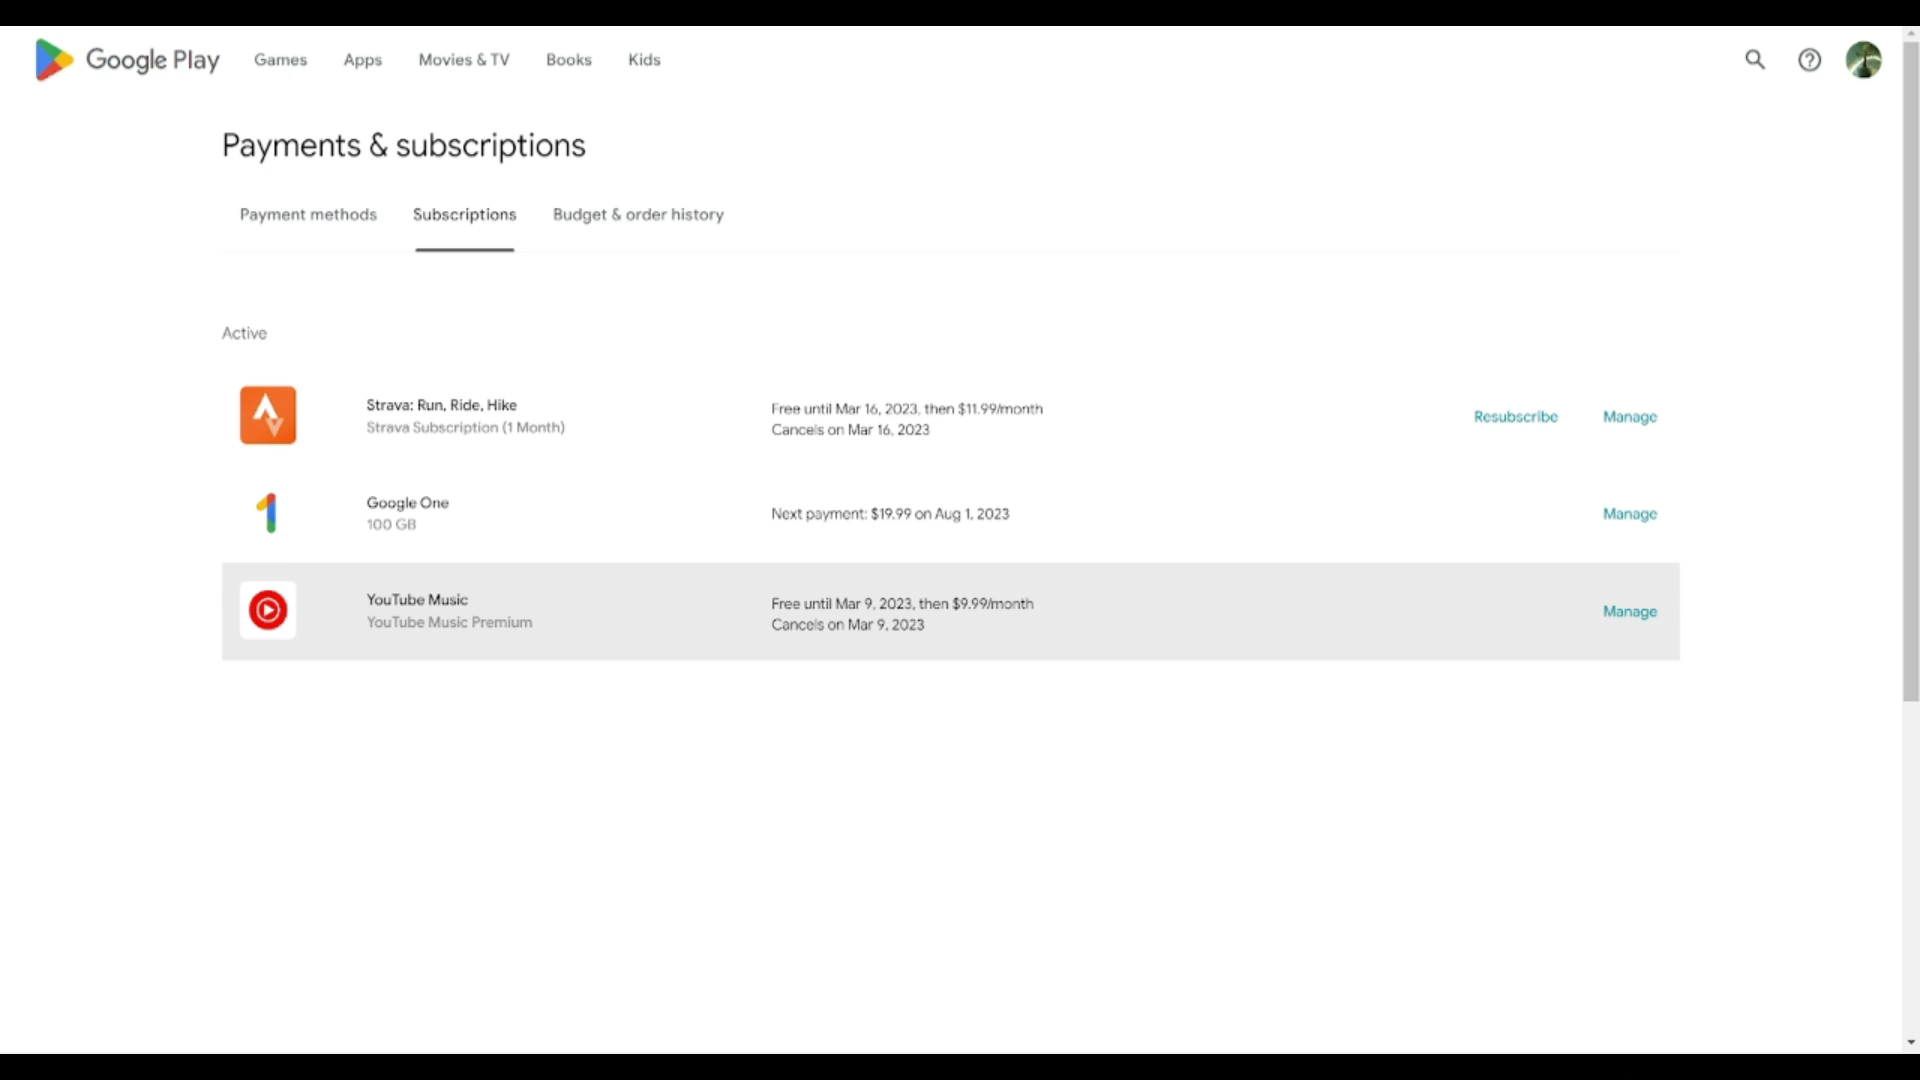 Google Play Games Apps Movies & TV Books Kids
Payments & subscriptions
Payment methods Subscriptions Budget & order history
Active
Strava: Run, Ride, Hike
Strava Subscription (1 Month)
Free until Mar 16, 2023, then $11.99/month
Cancels on Mar 16, 2023
Resubscribe Manage
Google One
100 GB
Next payment: $19.99 on Aug 1, 2023
Manage
YouTube Music
YouTube Music Premium
Free until Mar 9, 2023, then $9.99/month
Cancels on Mar 9, 2023
Manage